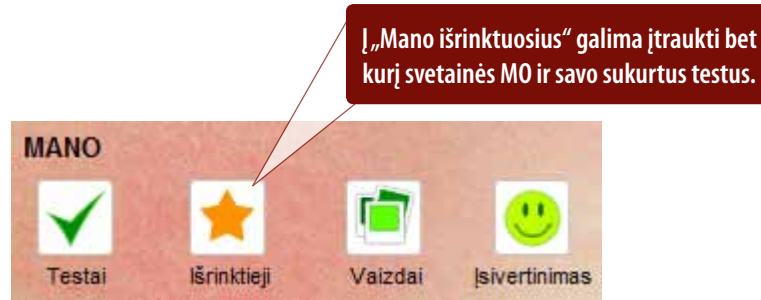 Į „Mano išrinktuosius“ galima įtraukti bet
kurį svetainės MO ir savo sukurtus testus.
MANO
Testai Išrinktieji Vaizdai Įsivertinimas